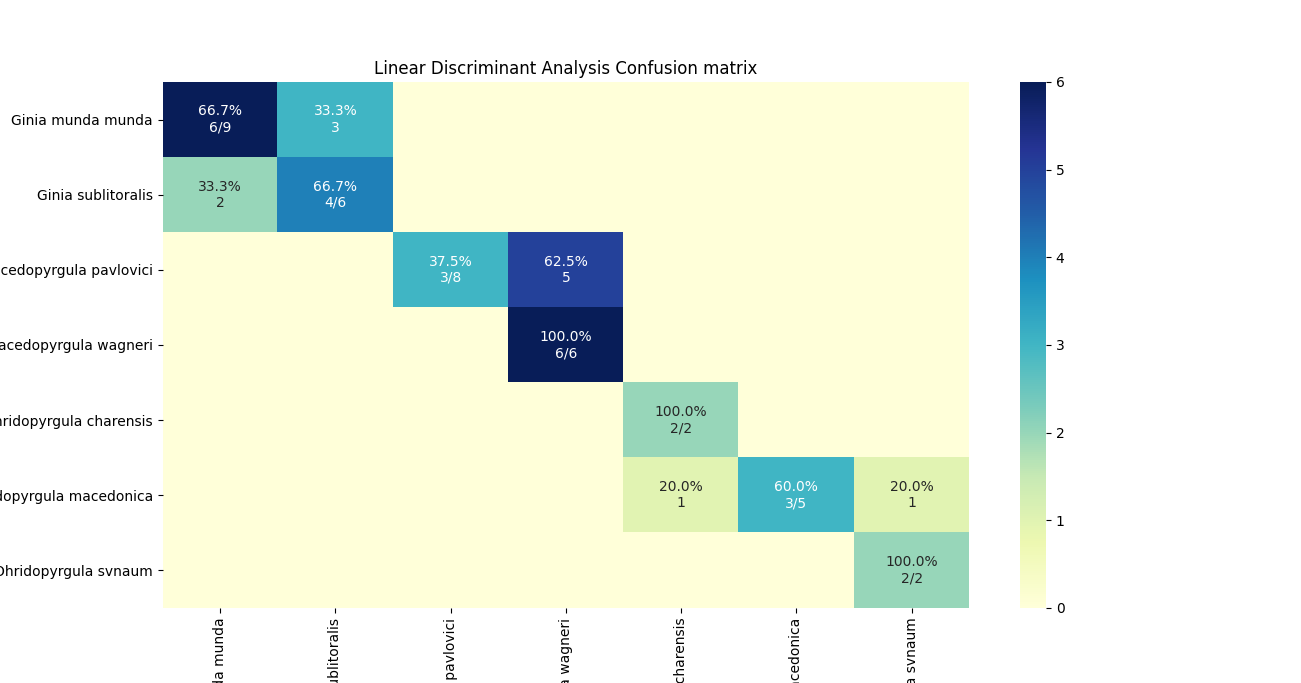 Linear Discriminant Analysis Confusion matrix
Ginia munda munda
66.7%
6/9
33.3%
3
Ginia sublitoralis
33.3%
2
66.7%
4/6
cedopyrgula pavlovici
37.5%
3/8
62.5%
5
acedopyrgula wagneri
100.0%
6/6
hridopyrgula charensis
100.0%
2/2
dopyrgula macedonica
20.0%
1
60.0%
3/5
20.0%
1
Ohridopyrgula svnaum
100.0%
2/2
6
5
4
3
2
1
0
da munda
ublitoralis
pavlovici
a wagneri
charensis
acedonica
a svnaum